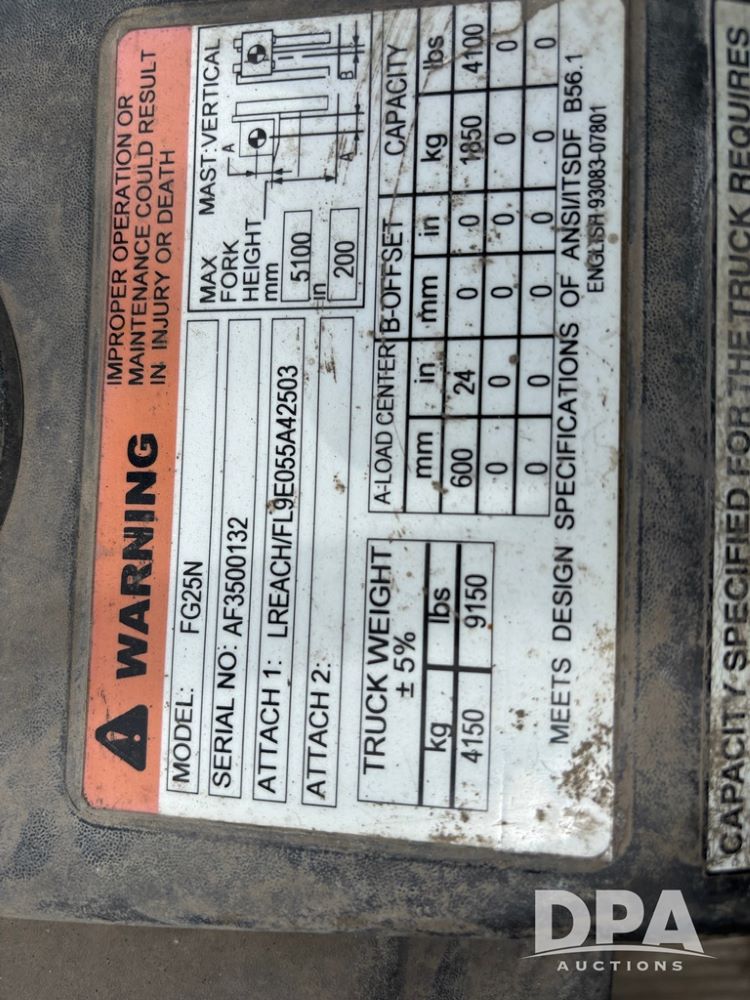 WARNING
IMPROPER OPERATION OR
MAINTENANCE COULD RESULT
IN INJURY OR DEATH
MODEL: FG25N
SERIAL NO: AF3500132
ATTACH 1: LREACH/FL9E055A42503
ATTACH 2:
MAX
FORK
HEIGHT
mm
5100
in
200
MAST:VERTICAL
A
A
B
TRUCK WEIGHT
± 5%
kg lbs
4150 9150
A-LOAD CENTER B-OFFSET CAPACITY
mm in mm in kg lbs
600 24 0 0 1850 4100
0 0 0 0 0 0
0 0 0 0 0 0
MEETS DESIGN SPECIFICATIONS OF ANSI/ITSDF B56.1
ENGLISH 93083-07801
CAPACITY SPECIFIED FOR THE TRUCK REQUIRES
DPA
AUCTIONS